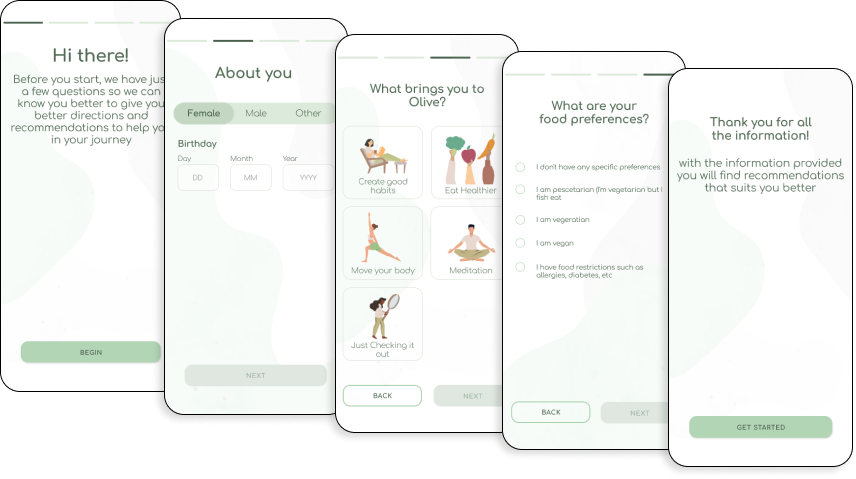 Hi there!
Before you start, we have jus
a few questions so we can
know you better to give you
better directions and
recommendations to help yo
in your journey
BEGIN
About you
Female Male Other
Birthday
Day Month Year
DD MM YYYY
NEXT
What brings you to
Olive?
Create good
habits
Eat Healthier
Move your body
Meditation
Just Checking it
out
BACK NEXT
What are your
food preferences?
I don't have any specific preferences
I am pescetarian (I'm vegetarian but I
fish eat
I am vegeration
I am vegan
I have food restrictions such as
allergies, diabetes, etc
BACK NEXT
Thank you for all
the information!
with the information provided
you will find recommendations
that suits you better
GET STARTED